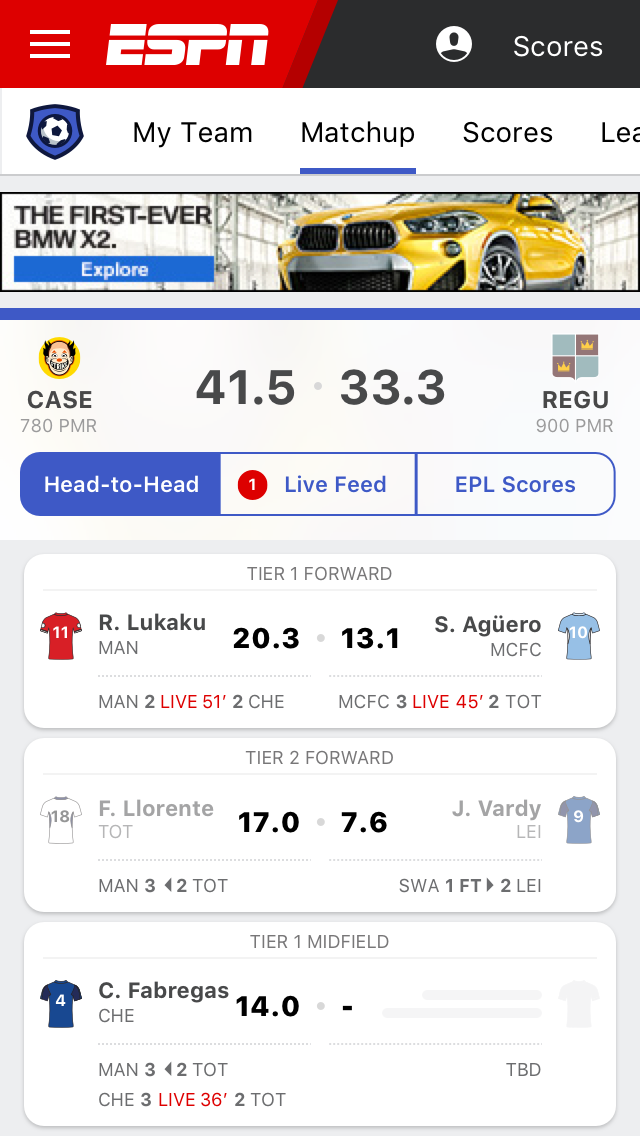 ESPN
Scores
My Team Matchup Scores Lea
THE FIRST-EVER
BMW X2.
Explore
41.5 33.3
CASE REGU
780 PMR 900 PMR
Head-to-Head 1 Live Feed EPL Scores
TIER 1 FORWARD
11 R. Lukaku 20.3 13.1 S. Agüero 10
MAN MCFC
MAN 2 LIVE 51′ 2 CHE MCFC 3 LIVE 45′ 2 TOT
TIER 2 FORWARD
18 F. Llorente 17.0 7.6 J. Vardy 9
TOT LEI
MAN 3 2 TOT SWA 1 FT 2 LEI
TIER 1 MIDFIELD
4 C. Fabregas 14.0 -
CHE
MAN 3 2 TOT TBD
CHE 3 LIVE 36′ 2 TOT